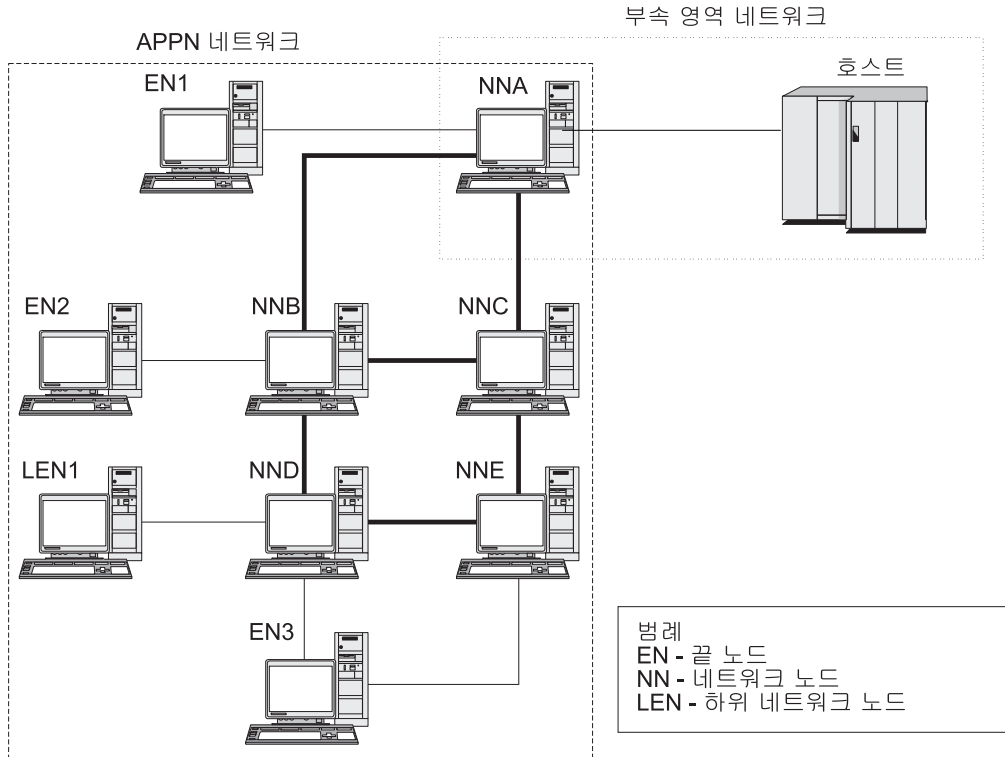 부속 영역 네트워크
APPN 네트워크
호스트
EN1
NNA
EN2
NNB
NNC
LEN1
NND
NNE
EN3
범례
EN - 끝 노드
NN - 네트워크 노드
LEN - 하위 네트워크 노드